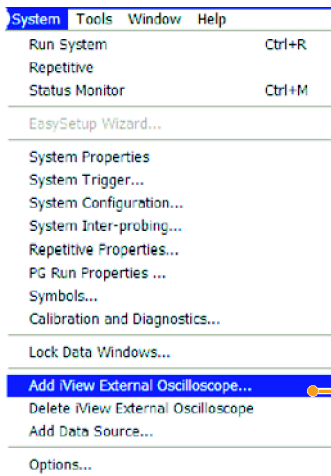 System Tools Window Help
Run System Ctrl+R
Repetitive
Status Monitor Ctrl+M
EasySetup Wizard...
System Properties
System Trigger...
System Configuration...
System Inter-probing...
Repetitive Properties...
PG Run Properties ...
Symbols...
Calibration and Diagnostics...
Lock Data Windows...
Add iView External Oscilloscope...
Delete iView External Oscilloscope
Add Data Source...
Options...